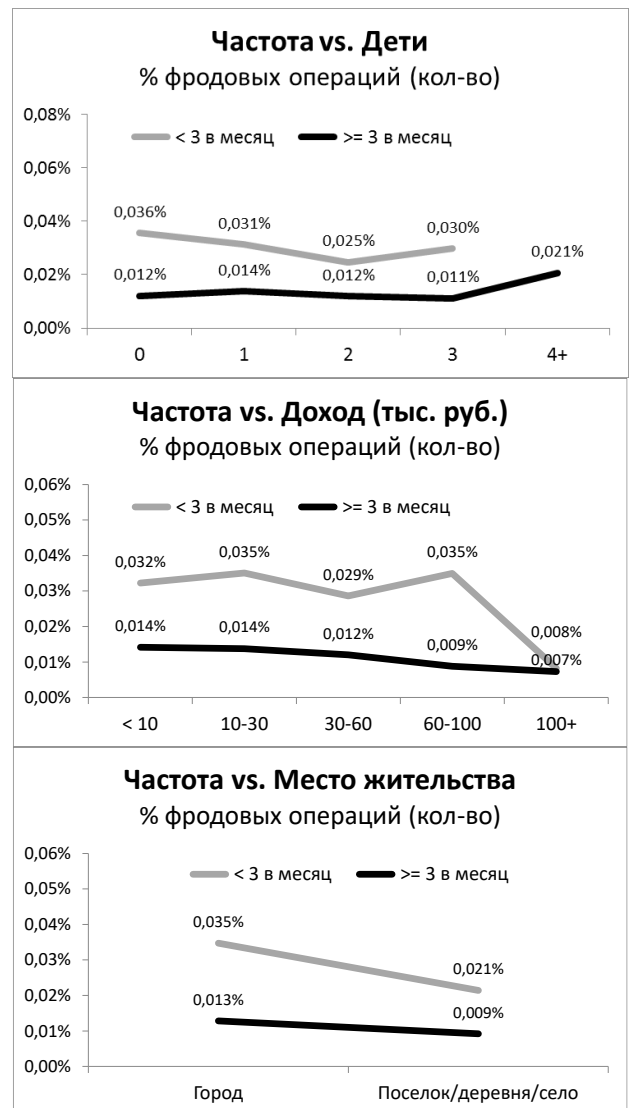 Частота vs. Дети
% фродовых операций (кол-во)
0,08%
< 3 в месяц >= 3 в месяц
0,06%
0,04%
0,036% 0,031% 0,025% 0,030%
0,021%
0,02%
0,012% 0,014% 0,012% 0,011%
0,00%
0 1 2 3 4+
Частота vs. Доход (тыс. руб.)
% фродовых операций (кол-во)
0,06%
< 3 в месяц >= 3 в месяц
0,05%
0,04%
0,032% 0,035% 0,029% 0,035%
0,03%
0,02%
0,014% 0,014% 0,012% 0,009% 0,008%
0,007%
0,01%
0,00%
< 10 10-30 30-60 60-100 100+
Частота vs. Место жительства
% фродовых операций (кол-во)
0,06%
< 3 в месяц >= 3 в месяц
0,05%
0,04%
0,035%
0,03%
0,021%
0,02%
0,013% 0,009%
0,01%
0,00%
Город Поселок/деревня/село